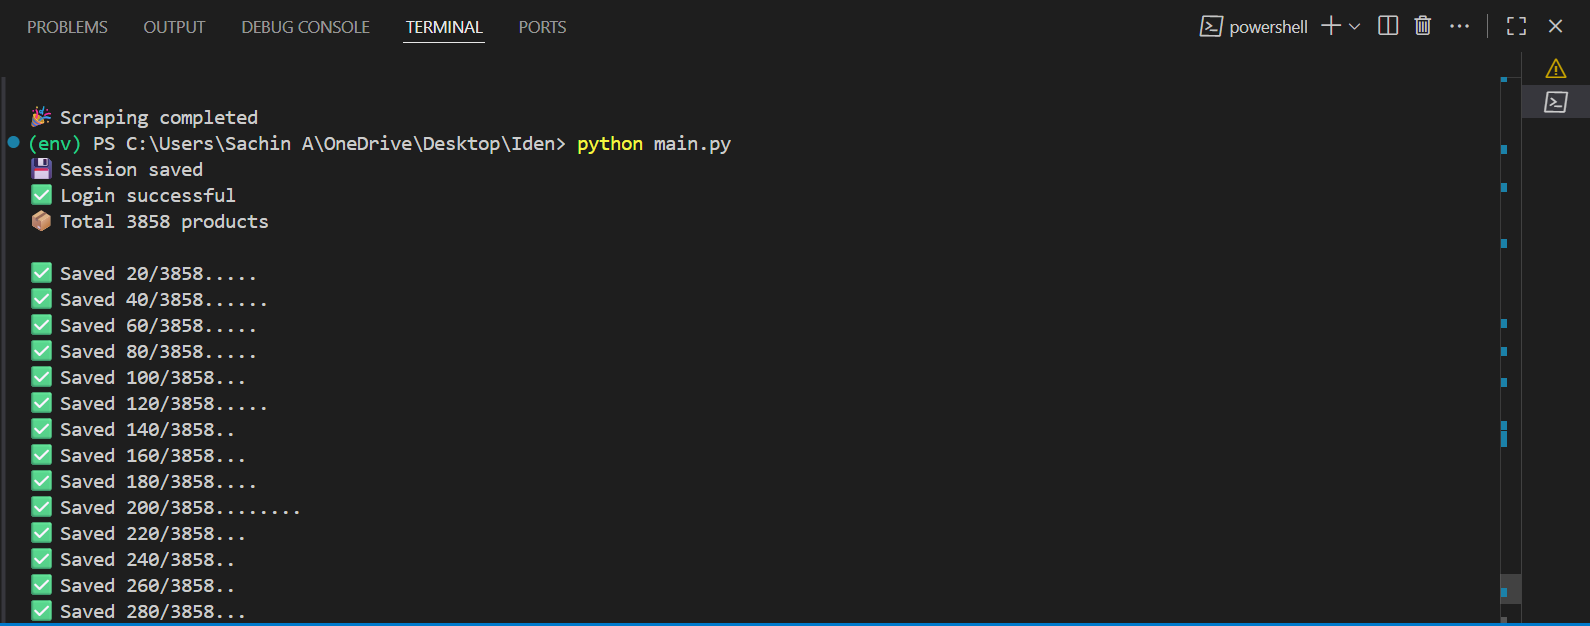 PROBLEMS OUTPUT DEBUG CONSOLE TERMINAL PORTS powershell
🎉 Scraping completed
(env) PS C:\Users\Sachin A\OneDrive\Desktop\Iden> python main.py
💾 Session saved
✅ Login successful
📦 Total 3858 products
✅ Saved 20/3858.....
✅ Saved 40/3858......
✅ Saved 60/3858.....
✅ Saved 80/3858.....
✅ Saved 100/3858...
✅ Saved 120/3858.....
✅ Saved 140/3858..
✅ Saved 160/3858...
✅ Saved 180/3858....
✅ Saved 200/3858........
✅ Saved 220/3858...
✅ Saved 240/3858..
✅ Saved 260/3858..
✅ Saved 280/3858...